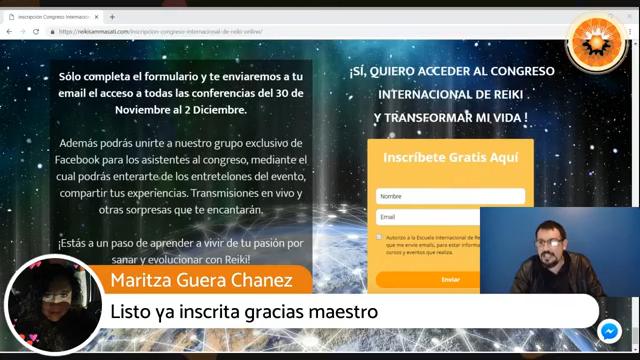 inscripcion Congreso Internacio
https://reikisammasati.com/inscripcion-congreso-internacional-de-reiki-online/
Sólo completa el formulario y te enviaremos a tu
email el acceso a todas las conferencias del 30 de
Noviembre al 2 Diciembre.
Además podrás unirte a nuestro grupo exclusivo de
Facebook para los asistentes al congreso, mediante el
cual podrás enterarte de los entretelones del evento,
compartir tus experiencias. Transmisiones en vivo y
otras sorpresas que te encantarán.
¡Estás a un paso de aprender a vivir de tu pasión por
sanar y evolucionar con Reiki!
¡SÍ, QUIERO ACCEDER AL CONGRESO
INTERNACIONAL DE REIKI
Y TRANSFORMAR MI VIDA !
Inscríbete Gratis Aquí
Nombre
Email
Autorizo a la Escuela Internacional de Re
que me envíe emails, para estar informa
cursos y eventos que realiza.
Enviar
Maritza Guera Chanez
Listo ya inscrita gracias maestro